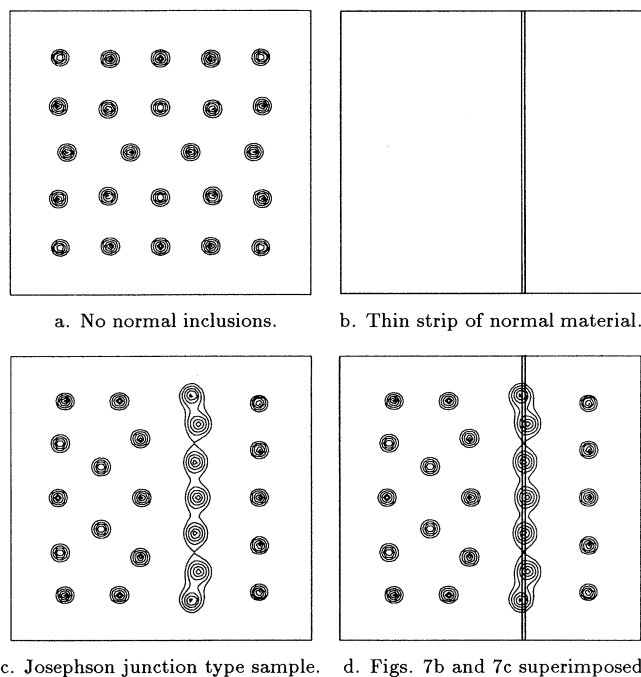 a. No normal inclusions.
b. Thin strip of normal material.
c. Josephson junction type sample.
d. Figs. 7b and 7c superimposed